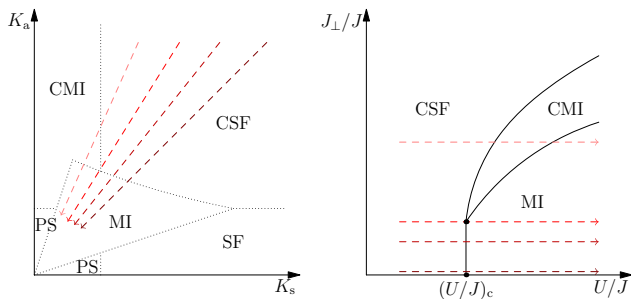 K_a
CMI
CSF
PS
MI
SF
PS
K_s
J_⊥/J
CSF
CMI
MI
(U/J)_c
U/J